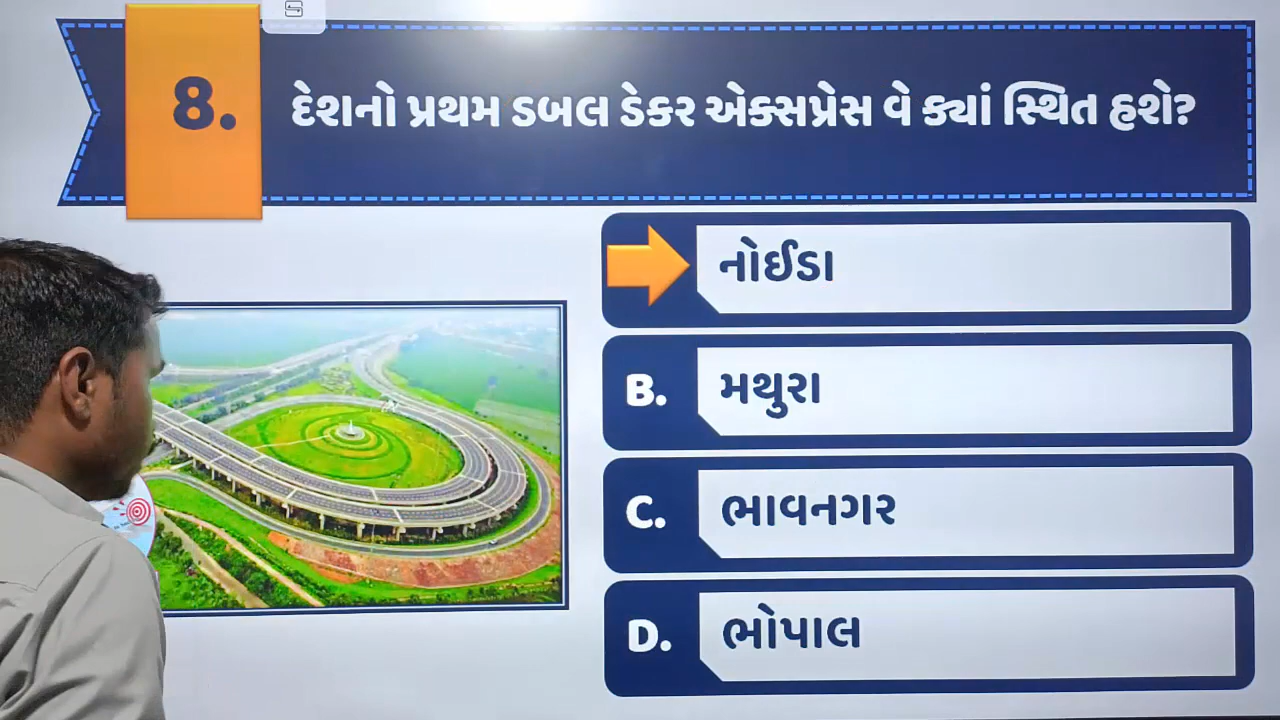 8.
દેશનો પ્રથમ ડબલ ડેકર એક્સપ્રેસ વે ક્યાં સ્થિત હશે?
નોઈડા
B. મથુરા
C. ભાવનગર
D. ભોપાલ